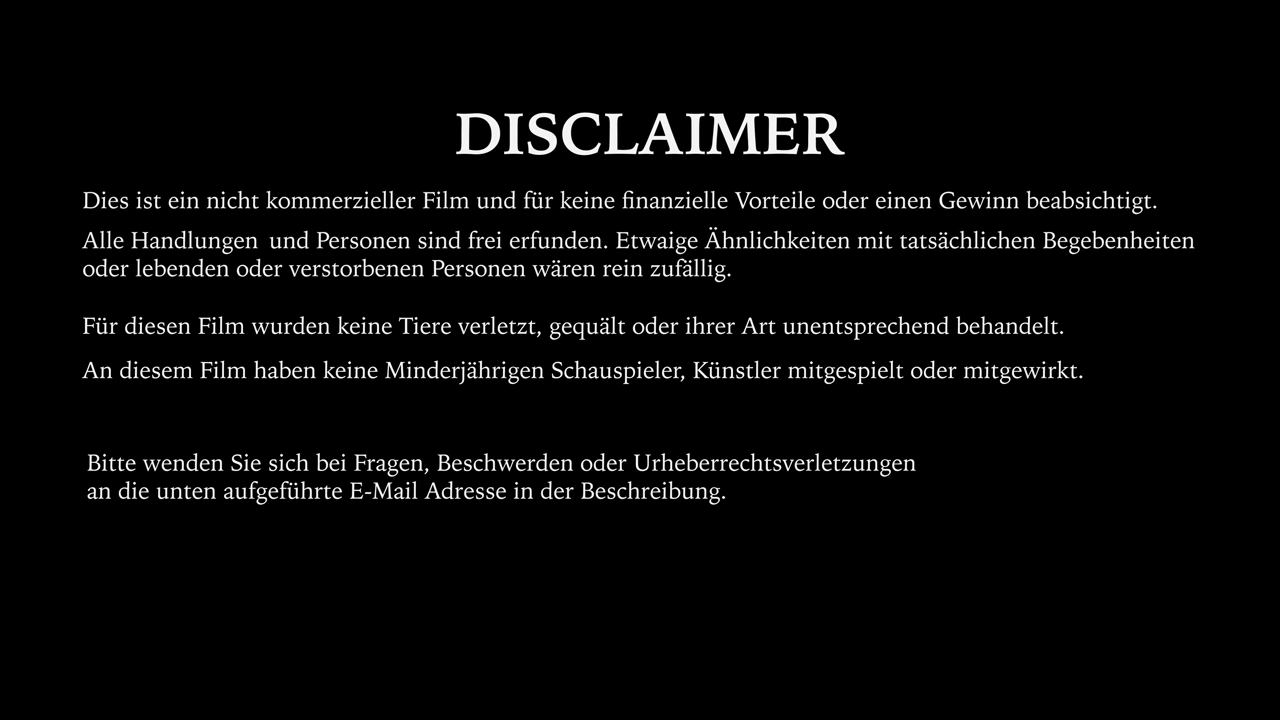 DISCLAIMER
Dies ist ein nicht kommerzieller Film und für keine finanzielle Vorteile oder einen Gewinn beabsichtigt.
Alle Handlungen und Personen sind frei erfunden. Etwaige Ähnlichkeiten mit tatsächlichen Begebenheiten
oder lebenden oder verstorbenen Personen wären rein zufällig.
Für diesen Film wurden keine Tiere verletzt, gequält oder ihrer Art unentsprechend behandelt.
An diesem Film haben keine Minderjährigen Schauspieler, Künstler mitgespielt oder mitgewirkt.
Bitte wenden Sie sich bei Fragen, Beschwerden oder Urheberrechtsverletzungen
an die unten aufgeführte E-Mail Adresse in der Beschreibung.